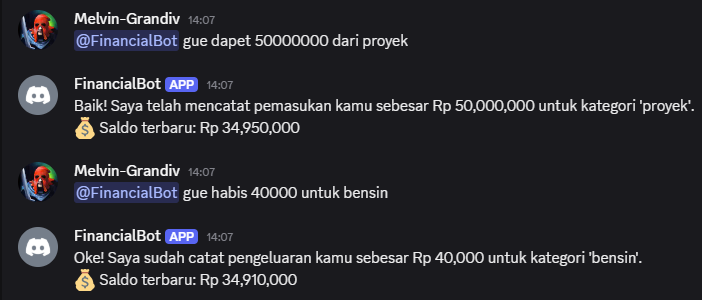 Melvin-Grandiv 14:07
@FinancialBot gue dapet 50000000 dari proyek
FinancialBot APP 14:07
Baik! Saya telah mencatat pemasukan kamu sebesar Rp 50,000,000 untuk kategori 'proyek'.
💰 Saldo terbaru: Rp 34,950,000
Melvin-Grandiv 14:07
@FinancialBot gue habis 40000 untuk bensin
FinancialBot APP 14:07
Oke! Saya sudah catat pengeluaran kamu sebesar Rp 40,000 untuk kategori 'bensin'.
💰 Saldo terbaru: Rp 34,910,000